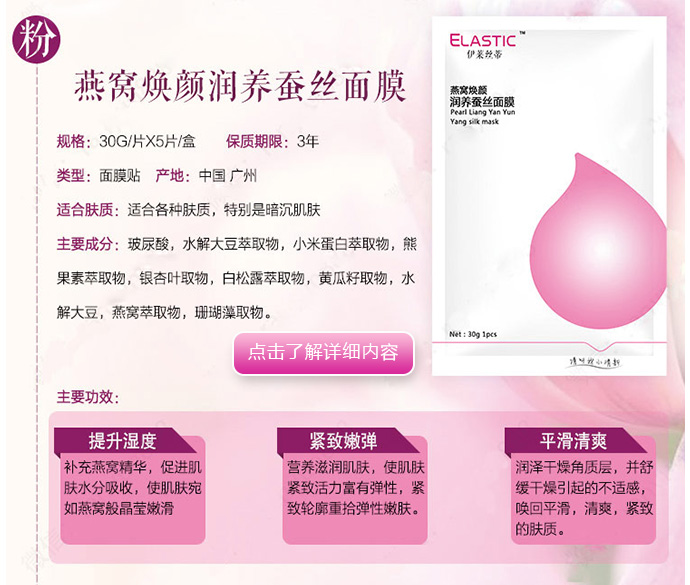 粉
燕窝焕颜润养蚕丝面膜
规格：30G/片X5片/盒 保质期限：3年
类型：面膜贴 产地：中国 广州
适合肤质：适合各种肤质，特别是暗沉肌肤
主要成分：玻尿酸，水解大豆萃取物，小米蛋白萃取物，熊
果素萃取物，银杏叶取物，白松露萃取物，黄瓜籽取物，水
解大豆，燕窝萃取物，珊瑚藻取物。
点击了解详细内容
ELASTIC™
伊莱丝蒂
燕窝焕颜
润养蚕丝面膜
Pearl Liang Yan Yun
Yang silk mask
Net : 30g 1pcs
主要功效：
提升湿度
补充燕窝精华，促进肌
肤水分吸收，使肌肤宛
如燕窝般晶莹嫩滑
紧致嫩弹
营养滋润肌肤，使肌肤
紧致活力富有弹性，紧
致轮廓重拾弹性嫩肤。
平滑清爽
润泽干燥角质层，并舒
缓干燥引起的不适感，
唤回平滑，清爽，紧致
的肤质。